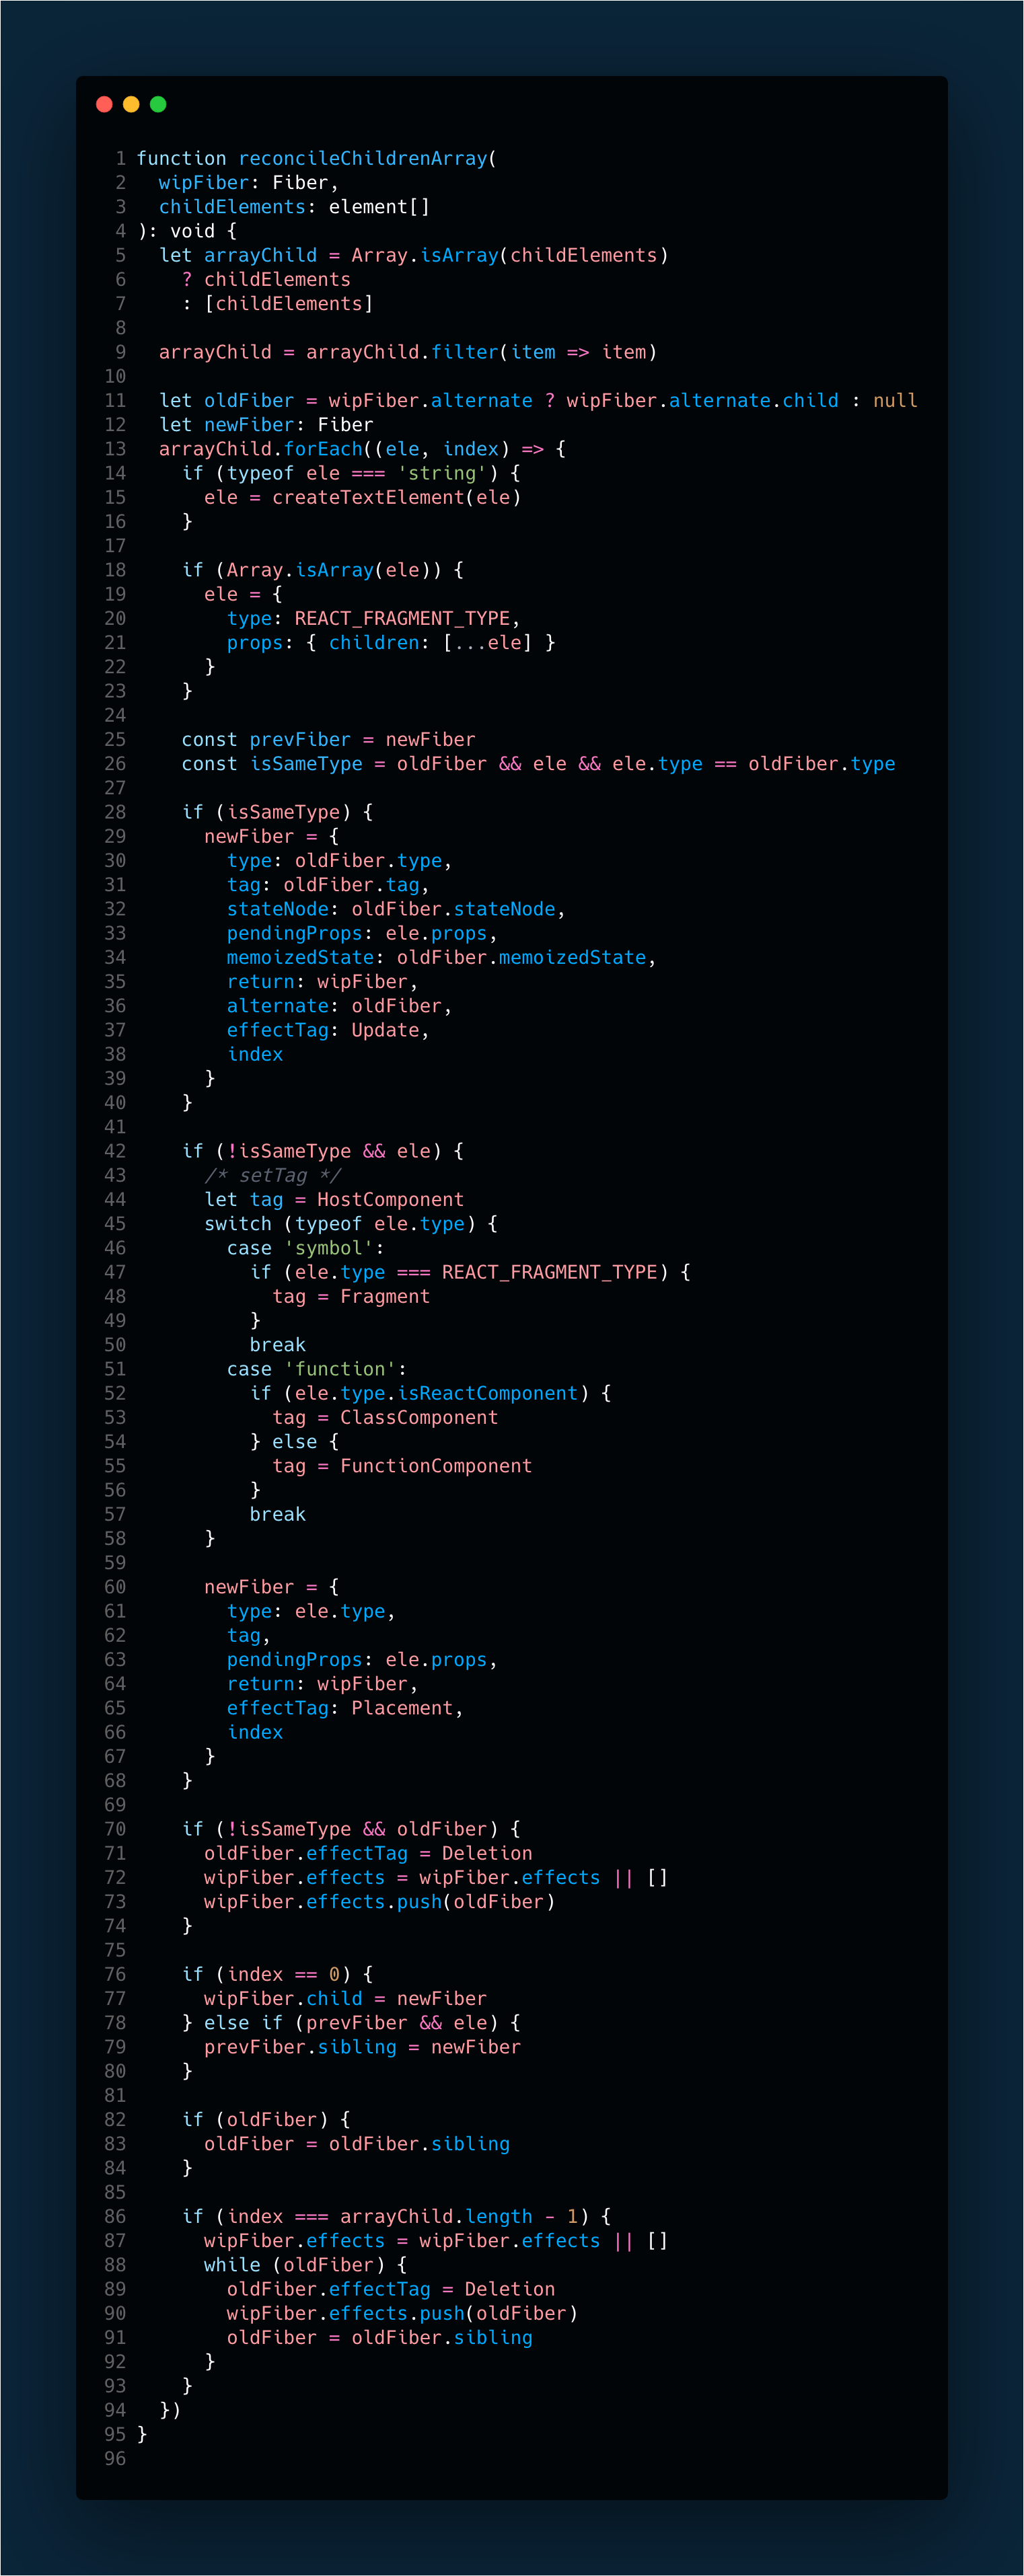 1 function reconcileChildrenArray(
2   wipFiber: Fiber,
3   childElements: element[]
4 ): void {
5   let arrayChild = Array.isArray(childElements)
6     ? childElements
7     : [childElements]
8
9   arrayChild = arrayChild.filter(item => item)
10
11   let oldFiber = wipFiber.alternate ? wipFiber.alternate.child : null
12   let newFiber: Fiber
13   arrayChild.forEach((ele, index) => {
14     if (typeof ele === 'string') {
15       ele = createTextElement(ele)
16     }
17
18     if (Array.isArray(ele)) {
19       ele = {
20         type: REACT_FRAGMENT_TYPE,
21         props: { children: [...ele] }
22       }
23     }
24
25     const prevFiber = newFiber
26     const isSameType = oldFiber && ele && ele.type == oldFiber.type
27
28     if (isSameType) {
29       newFiber = {
30         type: oldFiber.type,
31         tag: oldFiber.tag,
32         stateNode: oldFiber.stateNode,
33         pendingProps: ele.props,
34         memoizedState: oldFiber.memoizedState,
35         return: wipFiber,
36         alternate: oldFiber,
37         effectTag: Update,
38         index
39       }
40     }
41
42     if (!isSameType && ele) {
43       /* setTag */
44       let tag = HostComponent
45       switch (typeof ele.type) {
46         case 'symbol':
47           if (ele.type === REACT_FRAGMENT_TYPE) {
48             tag = Fragment
49           }
50           break
51         case 'function':
52           if (ele.type.isReactComponent) {
53             tag = ClassComponent
54           } else {
55             tag = FunctionComponent
56           }
57           break
58       }
59
60       newFiber = {
61         type: ele.type,
62         tag,
63         pendingProps: ele.props,
64         return: wipFiber,
65         effectTag: Placement,
66         index
67       }
68     }
69
70     if (!isSameType && oldFiber) {
71       oldFiber.effectTag = Deletion
72       wipFiber.effects = wipFiber.effects || []
73       wipFiber.effects.push(oldFiber)
74     }
75
76     if (index == 0) {
77       wipFiber.child = newFiber
78     } else if (prevFiber && ele) {
79       prevFiber.sibling = newFiber
80     }
81
82     if (oldFiber) {
83       oldFiber = oldFiber.sibling
84     }
85
86     if (index === arrayChild.length - 1) {
87       wipFiber.effects = wipFiber.effects || []
88       while (oldFiber) {
89         oldFiber.effectTag = Deletion
90         wipFiber.effects.push(oldFiber)
91         oldFiber = oldFiber.sibling
92       }
93     }
94   })
95 }
96